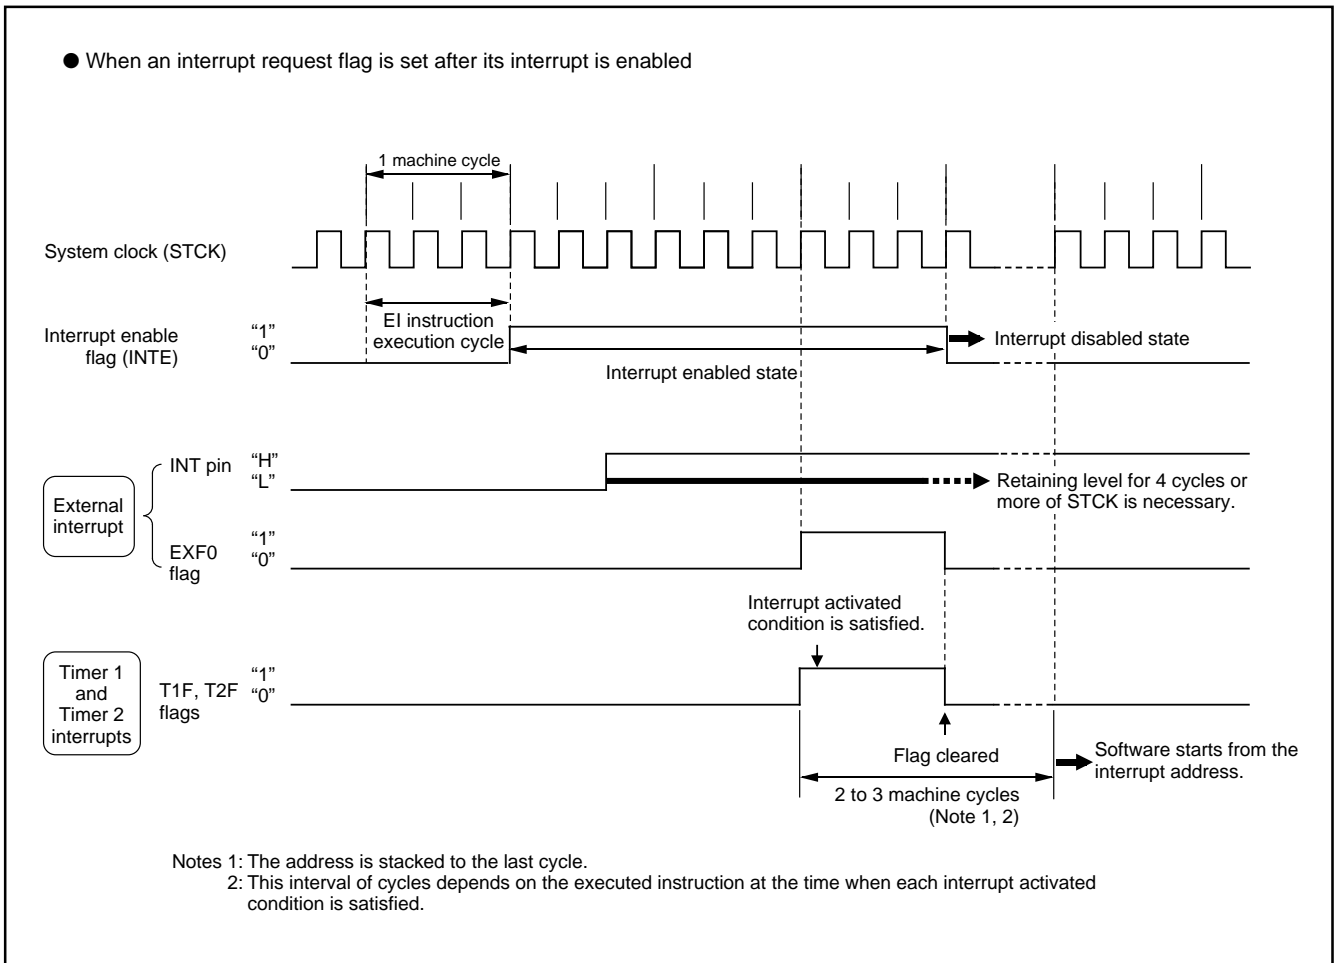 ● When an interrupt request flag is set after its interrupt is enabled
1 machine cycle
System clock (STCK)
EI instruction
execution cycle
Interrupt enable
flag (INTE)
“1”
“0”
Interrupt disabled state
Interrupt enabled state
External
interrupt
INT pin
“H”
“L”
Retaining level for 4 cycles or
more of STCK is necessary.
EXF0
flag
“1”
“0”
Interrupt activated
condition is satisfied.
Timer 1
and
Timer 2
interrupts
T1F, T2F
flags
“1”
“0”
Flag cleared
Software starts from the
interrupt address.
2 to 3 machine cycles
(Note 1, 2)
Notes 1: The address is stacked to the last cycle.
2: This interval of cycles depends on the executed instruction at the time when each interrupt activated
condition is satisfied.